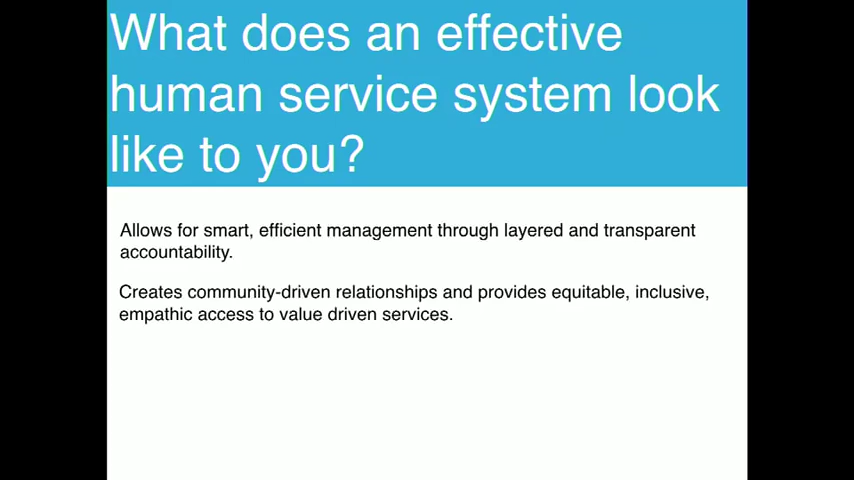 What does an effective
human service system look
like to you?
Allows for smart, efficient management through layered and transparent
accountability.
Creates community-driven relationships and provides equitable, inclusive,
empathic access to value driven services.